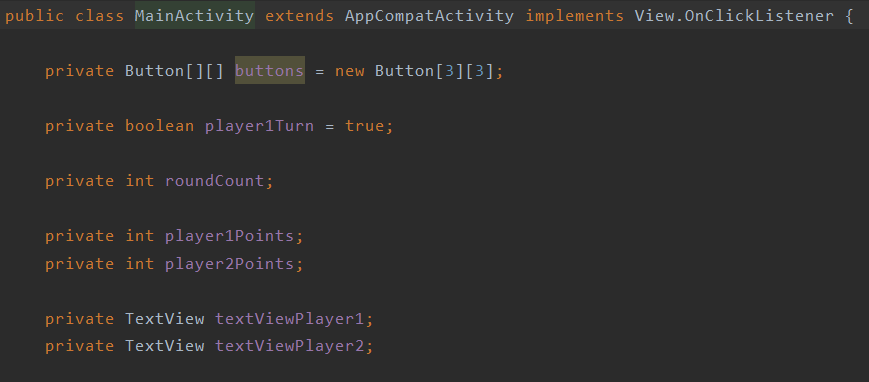 public class MainActivity extends AppCompatActivity implements View.OnClickListener {
private Button[][] buttons = new Button[3][3];
private boolean player1Turn = true;
private int roundCount;
private int player1Points;
private int player2Points;
private TextView textViewPlayer1;
private TextView textViewPlayer2;